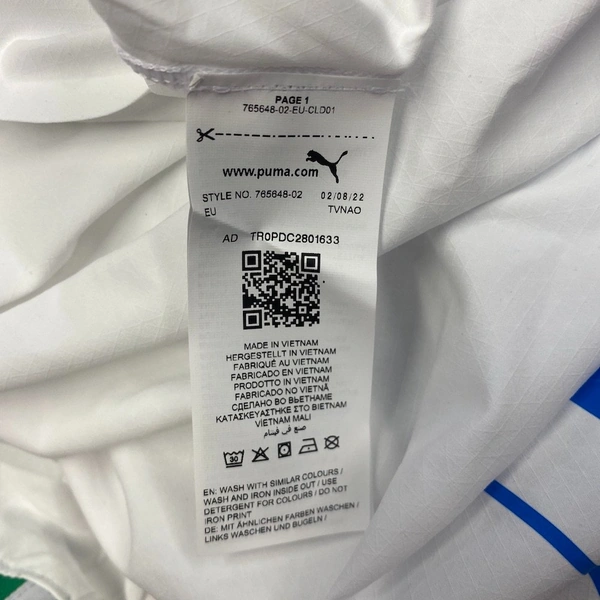 PAGE 1
765648-02-EU-CLD01
www.puma.com
STYLE NO. 765648-02 02/08/22
EU TVNAO
AD TR0PDC2801633
MADE IN VIETNAM
HERGESTELLT IN VIETNAM
FABRIQUÉ AU VIETNAM
FABRICADO EN VIETNAM
PRODOTTO IN VIETNAM
FABRICADO NO VIETNÃ
СДЕЛАНО ВО ВЬЕТНАМЕ
ΚΑΤΑΣΚΕΥΑΣΤΗΚΕ ΣΤΟ ΒΙΕΤΝΑΜ
VİETNAM MALI
صنع في فيتنام
30
EN: WASH WITH SIMILAR COLOURS /
WASH AND IRON INSIDE OUT / USE
DETERGENT FOR COLOURS / DO NOT
IRON PRINT
DE: MIT ÄHNLICHEN FARBEN WASCHEN /
LINKS WASCHEN UND BUGELN /